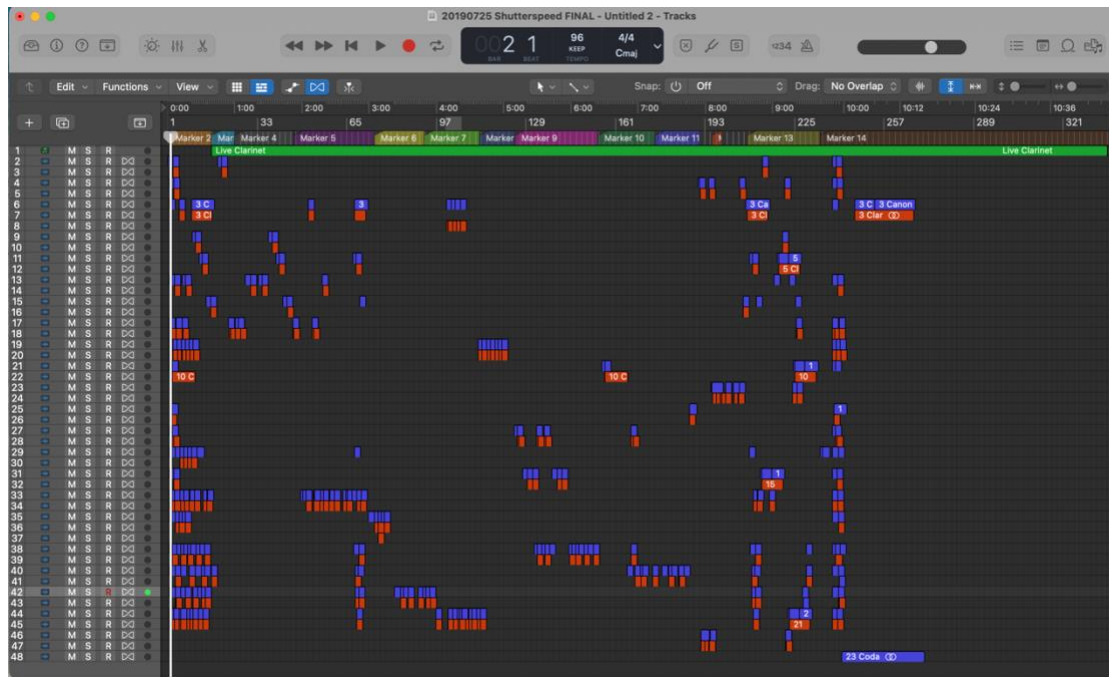 20190725 Shutterspeed FINAL - Untitled 2 - Tracks
002 1 96 4/4
BAR BEAT KEEP TEMPO Cmaj
S 1234
Edit Functions View Snap: Off Drag: No Overlap
0:00 1:00 2:00 3:00 4:00 5:00 6:00 7:00 8:00 9:00 10:00 10:12 10:24 10:36
1 33 65 97 129 161 193 225 257 289 321
Marker 2 Mar Marker 4 Marker 5 Marker 6 Marker 7 Marker Marker 9 Marker 10 Marker 11 Marker 13 Marker 14
1 M S R Live Clarinet Live Clarinet
2 M S R
3 M S R
4 M S R
5 M S R
6 M S R 3 C 3 3 Ca 3 C 3 Canon
7 M S R 3 Cl 3 Cl 3 Clar
8 M S R
9 M S R
10 M S R
11 M S R 5
12 M S R 5 Cl
13 M S R
14 M S R
15 M S R
16 M S R
17 M S R
18 M S R
19 M S R
20 M S R
21 M S R 1
22 M S R 10 C 10 C 10
23 M S R
24 M S R
25 M S R 1
26 M S R
27 M S R
28 M S R
29 M S R
30 M S R
31 M S R 1
32 M S R 15
33 M S R
34 M S R
35 M S R
36 M S R
37 M S R
38 M S R
39 M S R
40 M S R
41 M S R
42 M S R
43 M S R
44 M S R 2
45 M S R 21
46 M S R
47 M S R
48 M S R 23 Coda